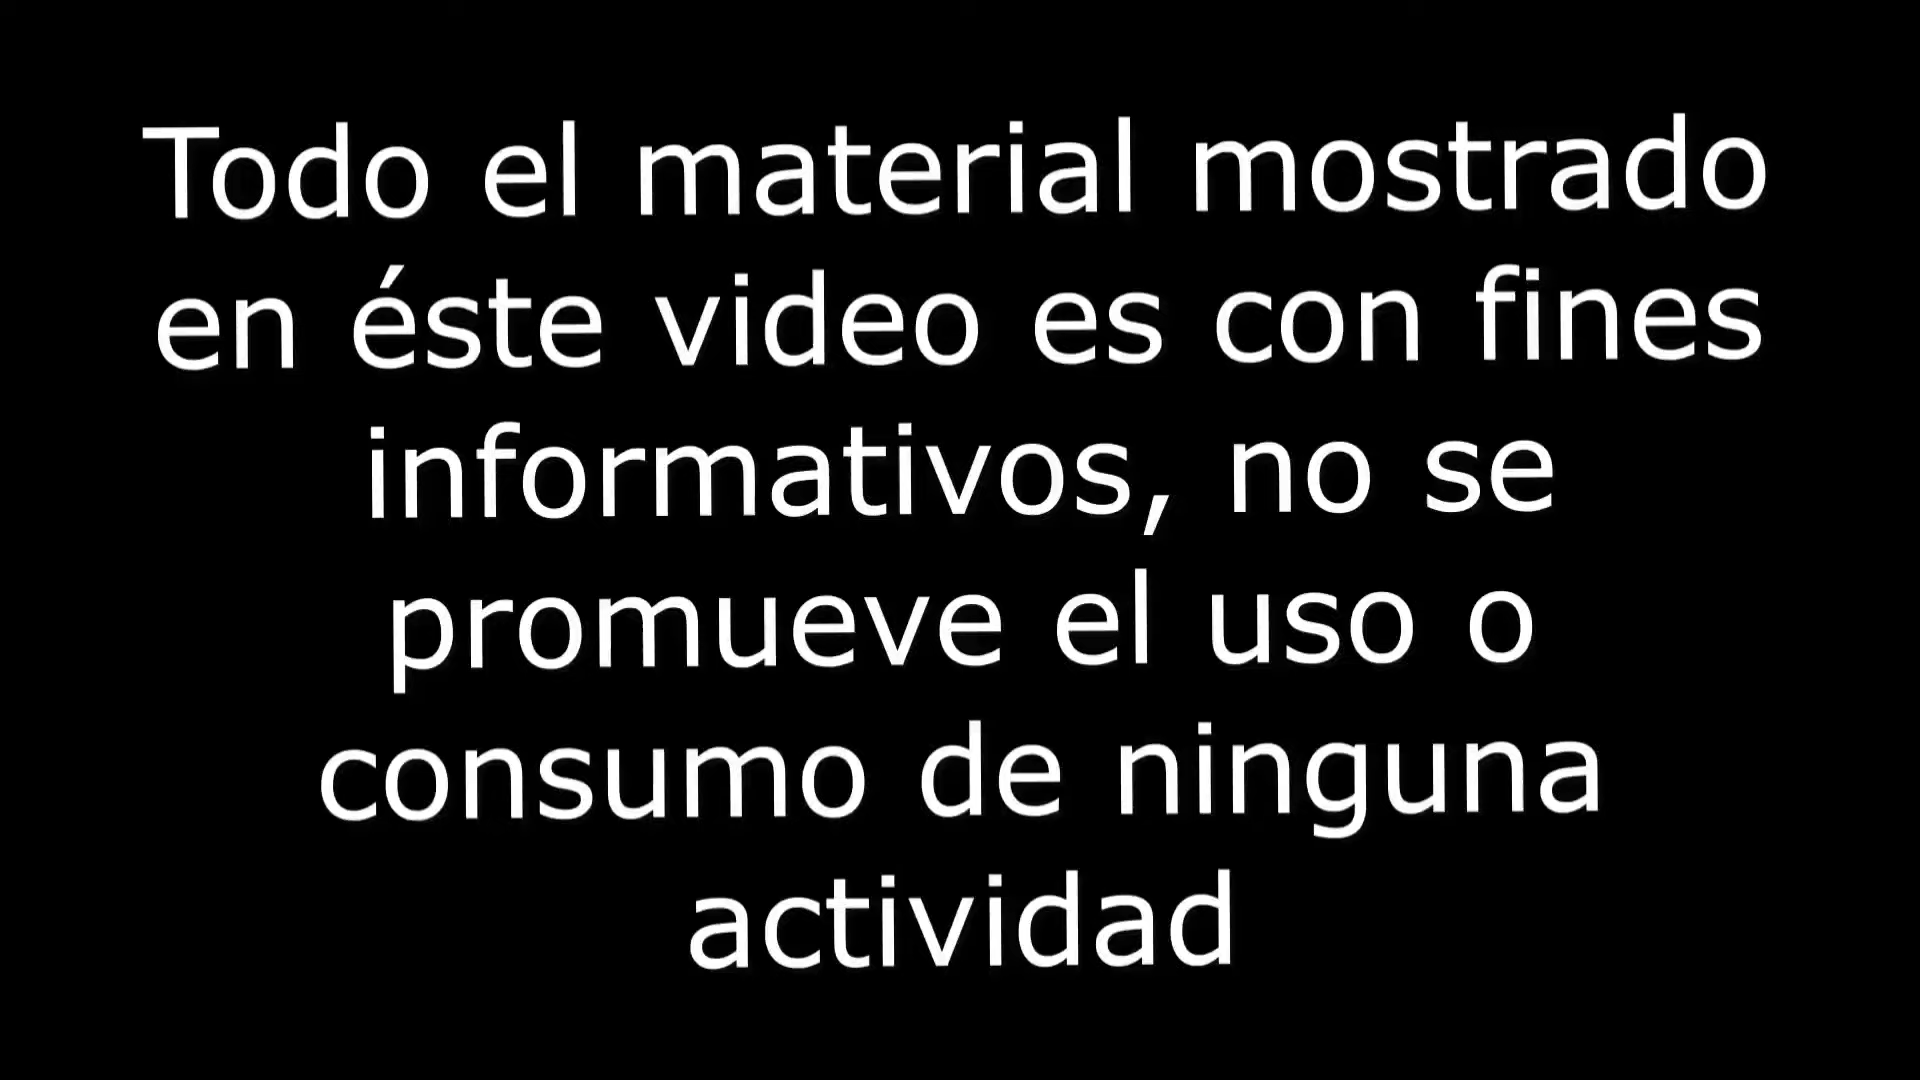 Todo el material mostrado
en éste video es con fines
informativos, no se
promueve el uso o
consumo de ninguna
actividad